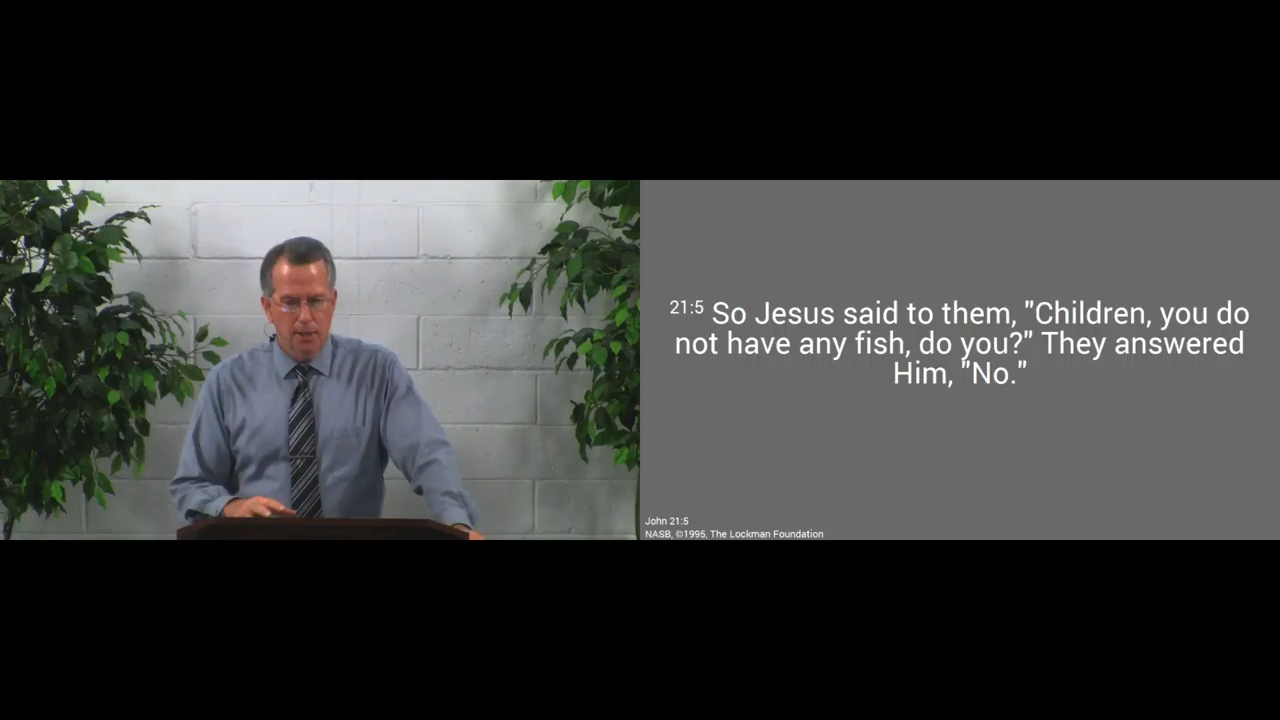 21:5 So Jesus said to them, "Children, you do
not have any fish, do you?" They answered
Him, "No."
John 21:5
NASB, ©1995, The Lockman Foundation